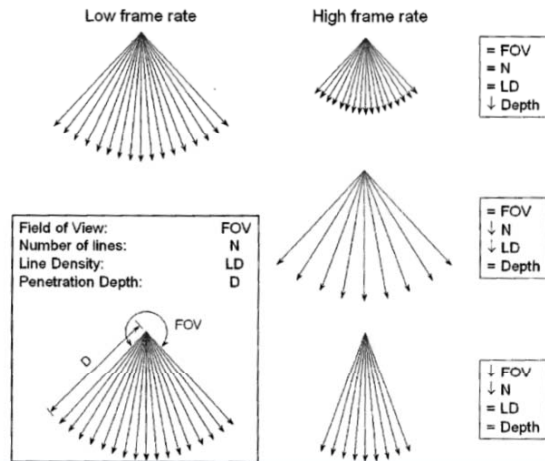 Low frame rate
High frame rate
= FOV
= N
= LD
↓ Depth
= FOV
↓ N
↓ LD
= Depth
Field of View: FOV
Number of lines: N
Line Density: LD
Penetration Depth: D
FOV
D
↓ FOV
↓ N
= LD
= Depth